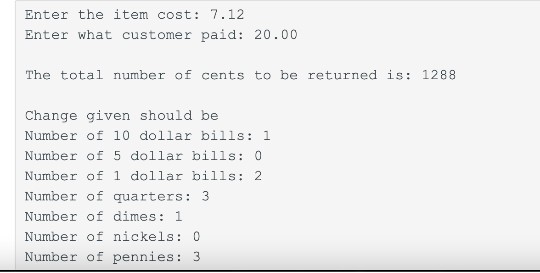 Enter the item cost: 7.12
Enter what customer paid: 20.00
The total number of cents to be returned is: 1288
Change given should be
Number of 10 dollar bills: 1
Number of 5 dollar bills: 0
Number of 1 dollar bills: 2
Number of quarters: 3
Number of dimes: 1
Number of nickels: 0
Number of pennies: 3